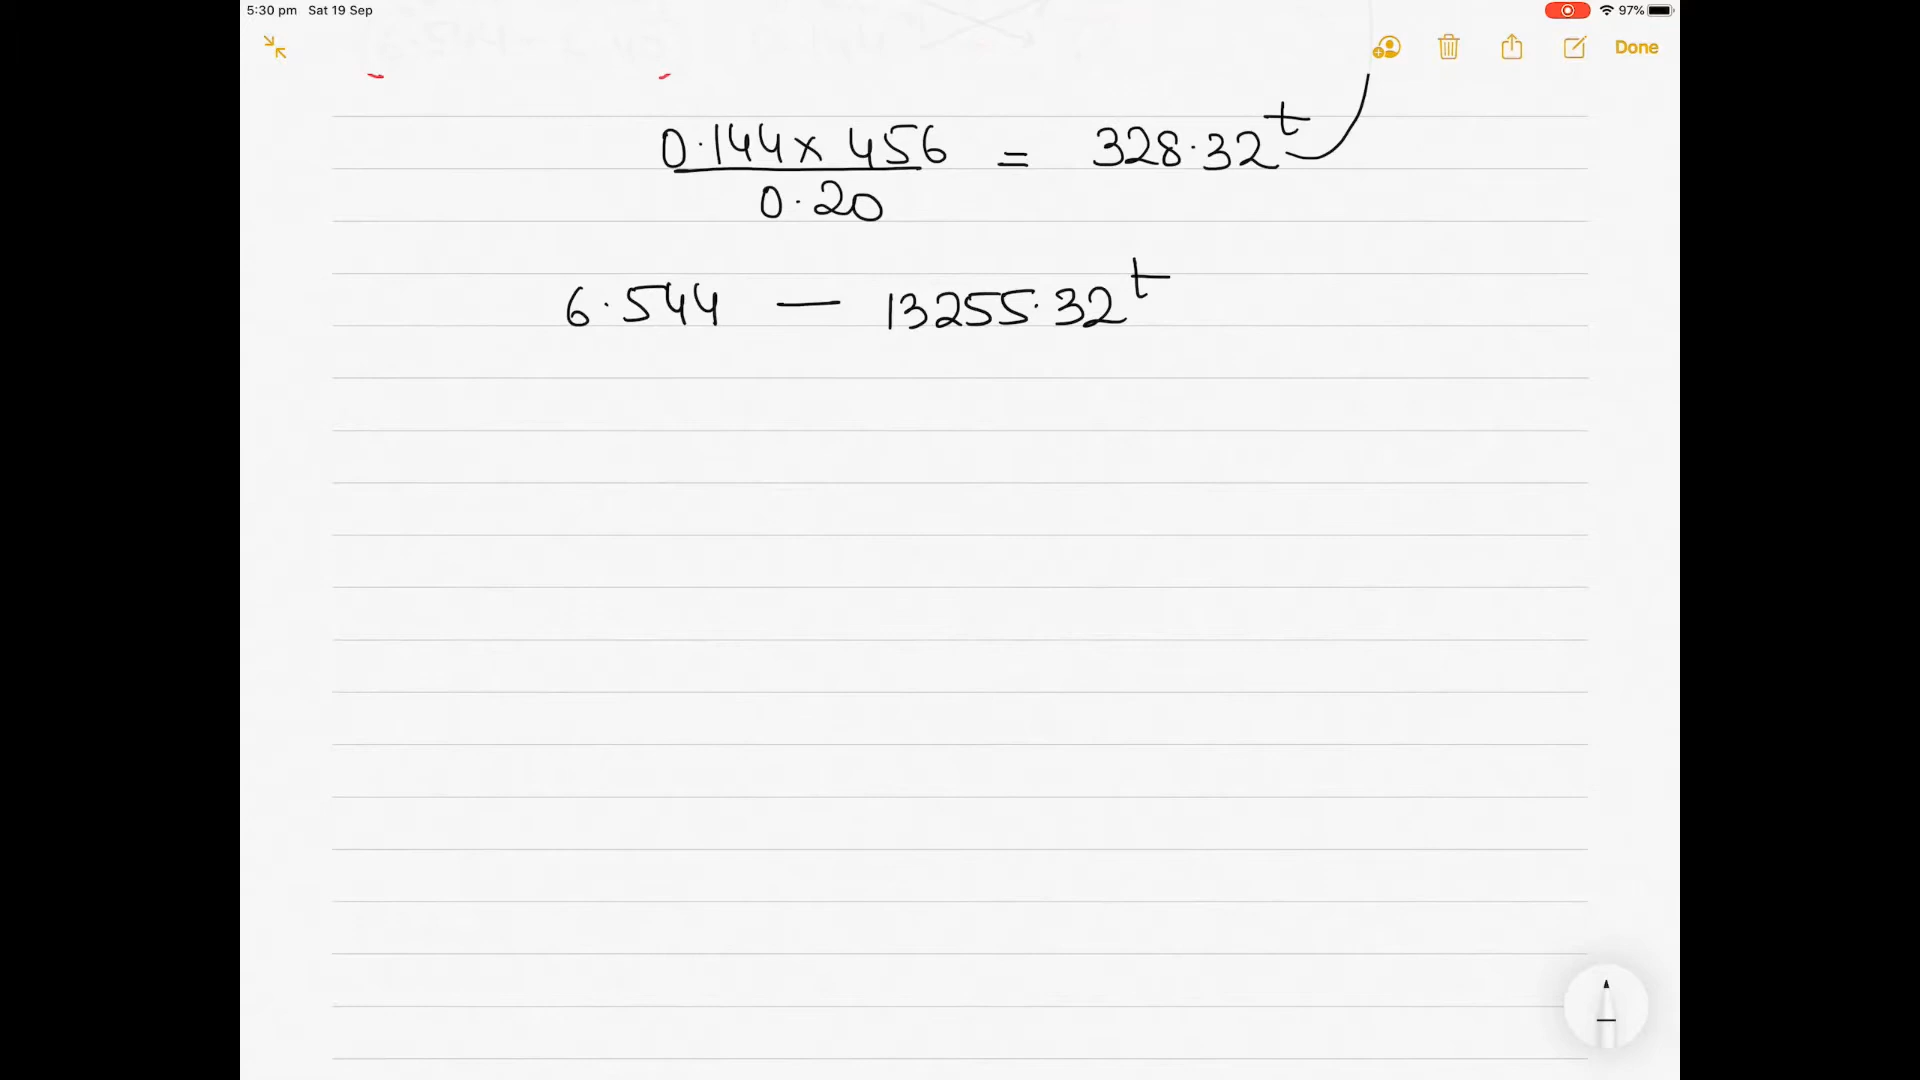 5:30 pm Sat 19 Sep 97%
Done
0.144 x 456 = 328.32t
0.20
6.544 — 13255.32t